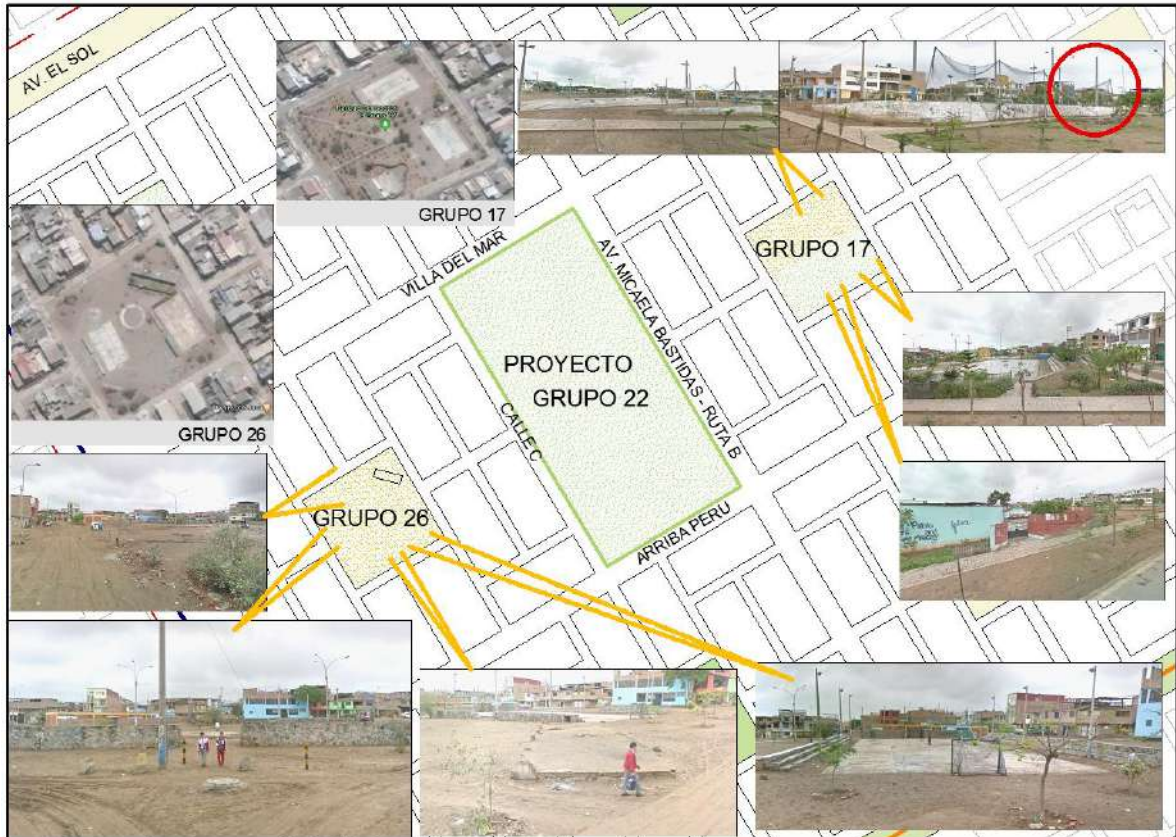 AV. EL SOL
GRUPO 17
GRUPO 26
VILLA DEL MAR
AV. MICAELA BASTIDAS - RUTA B
GRUPO 17
PROYECTO
GRUPO 22
CALLE C
ARRIBA PERU
GRUPO 26